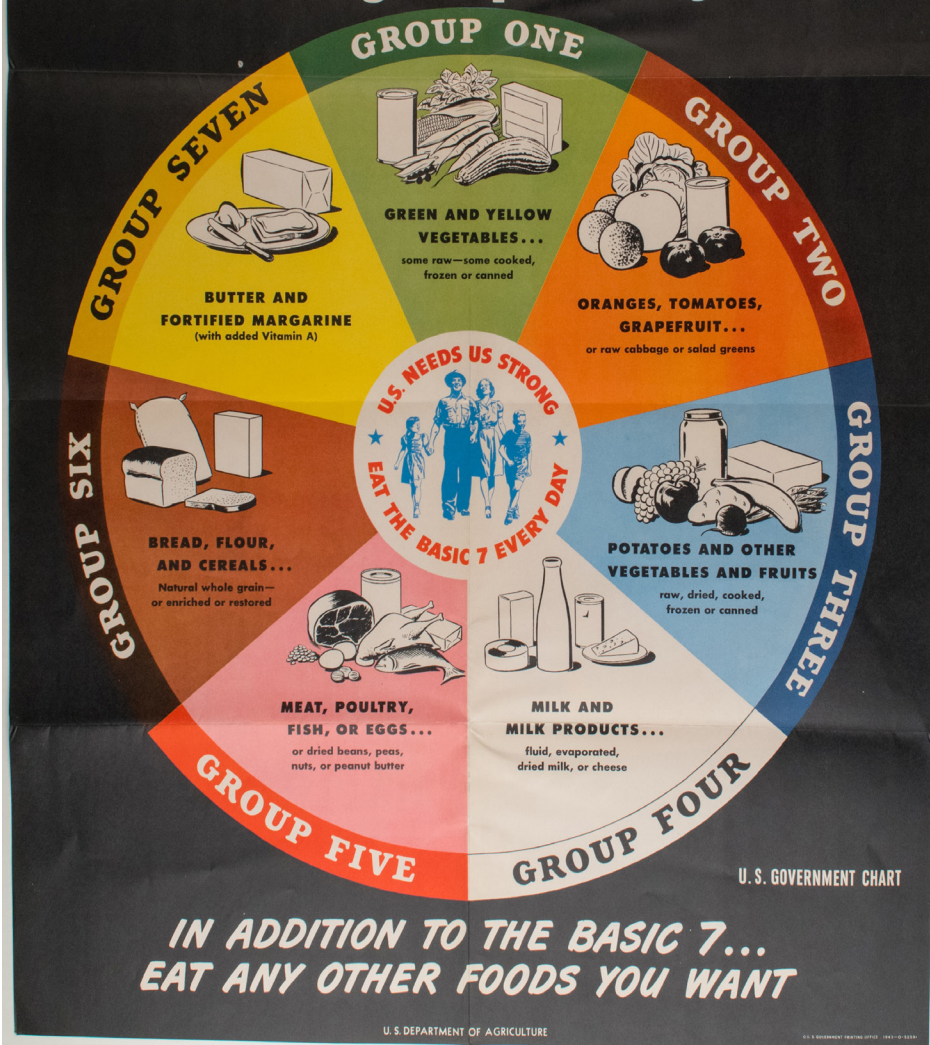 GROUP ONE
GREEN AND YELLOW
VEGETABLES...
some raw—some cooked,
frozen or canned
GROUP TWO
ORANGES, TOMATOES,
GRAPEFRUIT...
or raw cabbage or salad greens
GROUP THREE
POTATOES AND OTHER
VEGETABLES AND FRUITS
raw, dried, cooked,
frozen or canned
GROUP FOUR
MILK AND
MILK PRODUCTS...
fluid, evaporated,
dried milk, or cheese
GROUP FIVE
MEAT, POULTRY,
FISH, OR EGGS...
or dried beans, peas,
nuts, or peanut butter
GROUP SIX
BREAD, FLOUR,
AND CEREALS...
Natural whole grain—
or enriched or restored
GROUP SEVEN
BUTTER AND
FORTIFIED MARGARINE
(with added Vitamin A)
U.S. NEEDS US STRONG
EAT THE BASIC 7 EVERY DAY
U. S. GOVERNMENT CHART
IN ADDITION TO THE BASIC 7...
EAT ANY OTHER FOODS YOU WANT
U. S. DEPARTMENT OF AGRICULTURE
U.S. GOVERNMENT PRINTING OFFICE